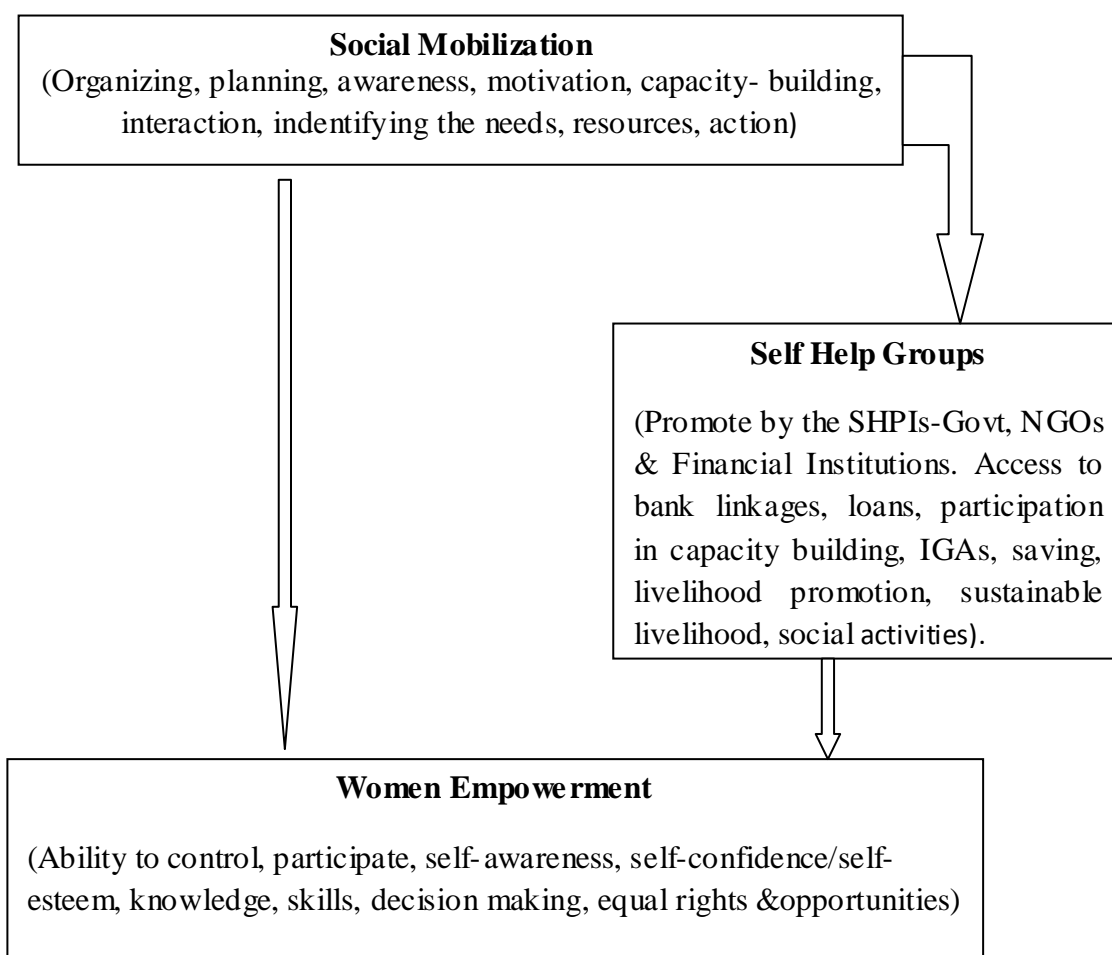 Social Mobilization
(Organizing, planning, awareness, motivation, capacity- building,
interaction, indentifying the needs, resources, action)
Self Help Groups
(Promote by the SHPIs-Govt, NGOs
& Financial Institutions. Access to
bank linkages, loans, participation
in capacity building, IGAs, saving,
livelihood promotion, sustainable
livelihood, social activities).
Women Empowerment
(Ability to control, participate, self-awareness, self-confidence/self-
esteem, knowledge, skills, decision making, equal rights &opportunities)